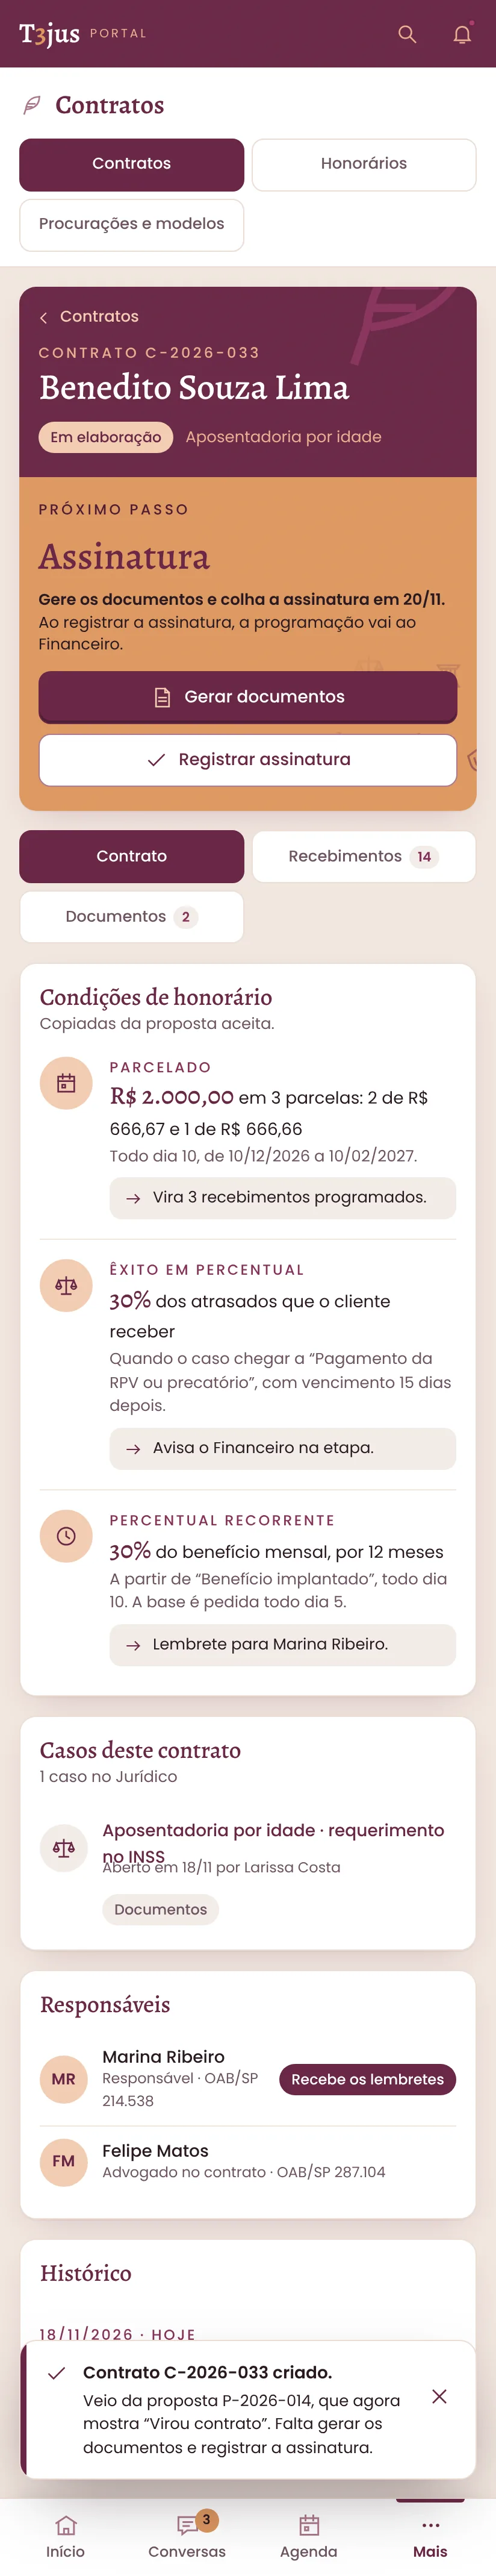 T3jus PORTAL
Contratos
Contratos
Honorários
Procurações e modelos
Contratos
CONTRATO C-2026-033
Benedito Souza Lima
Em elaboração
Aposentadoria por idade
PRÓXIMO PASSO
Assinatura
Gere os documentos e colha a assinatura em 20/11.
Ao registrar a assinatura, a programação vai ao
Financeiro.
Gerar documentos
Registrar assinatura
Contrato
Recebimentos 14
Documentos 2
Condições de honorário
Copiadas da proposta aceita.
PARCELADO
R$ 2.000,00 em 3 parcelas: 2 de R$
666,67 e 1 de R$ 666,66
Todo dia 10, de 10/12/2026 a 10/02/2027.
→ Vira 3 recebimentos programados.
ÊXITO EM PERCENTUAL
30% dos atrasados que o cliente
receber
Quando o caso chegar a “Pagamento da
RPV ou precatório”, com vencimento 15 dias
depois.
→ Avisa o Financeiro na etapa.
PERCENTUAL RECORRENTE
30% do benefício mensal, por 12 meses
A partir de “Benefício implantado”, todo dia
10. A base é pedida todo dia 5.
→ Lembrete para Marina Ribeiro.
Casos deste contrato
1 caso no Jurídico
Aposentadoria por idade · requerimento
no INSS
Aberto em 18/11 por Larissa Costa
Documentos
Responsáveis
MR
Marina Ribeiro
Responsável · OAB/SP
214.538
Recebe os lembretes
FM
Felipe Matos
Advogado no contrato · OAB/SP 287.104
Histórico
18/11/2026 · HOJE
Contrato C-2026-033 criado.
Veio da proposta P-2026-014, que agora
mostra “Virou contrato”. Falta gerar os
documentos e registrar a assinatura.
3
Início
Conversas
Agenda
Mais